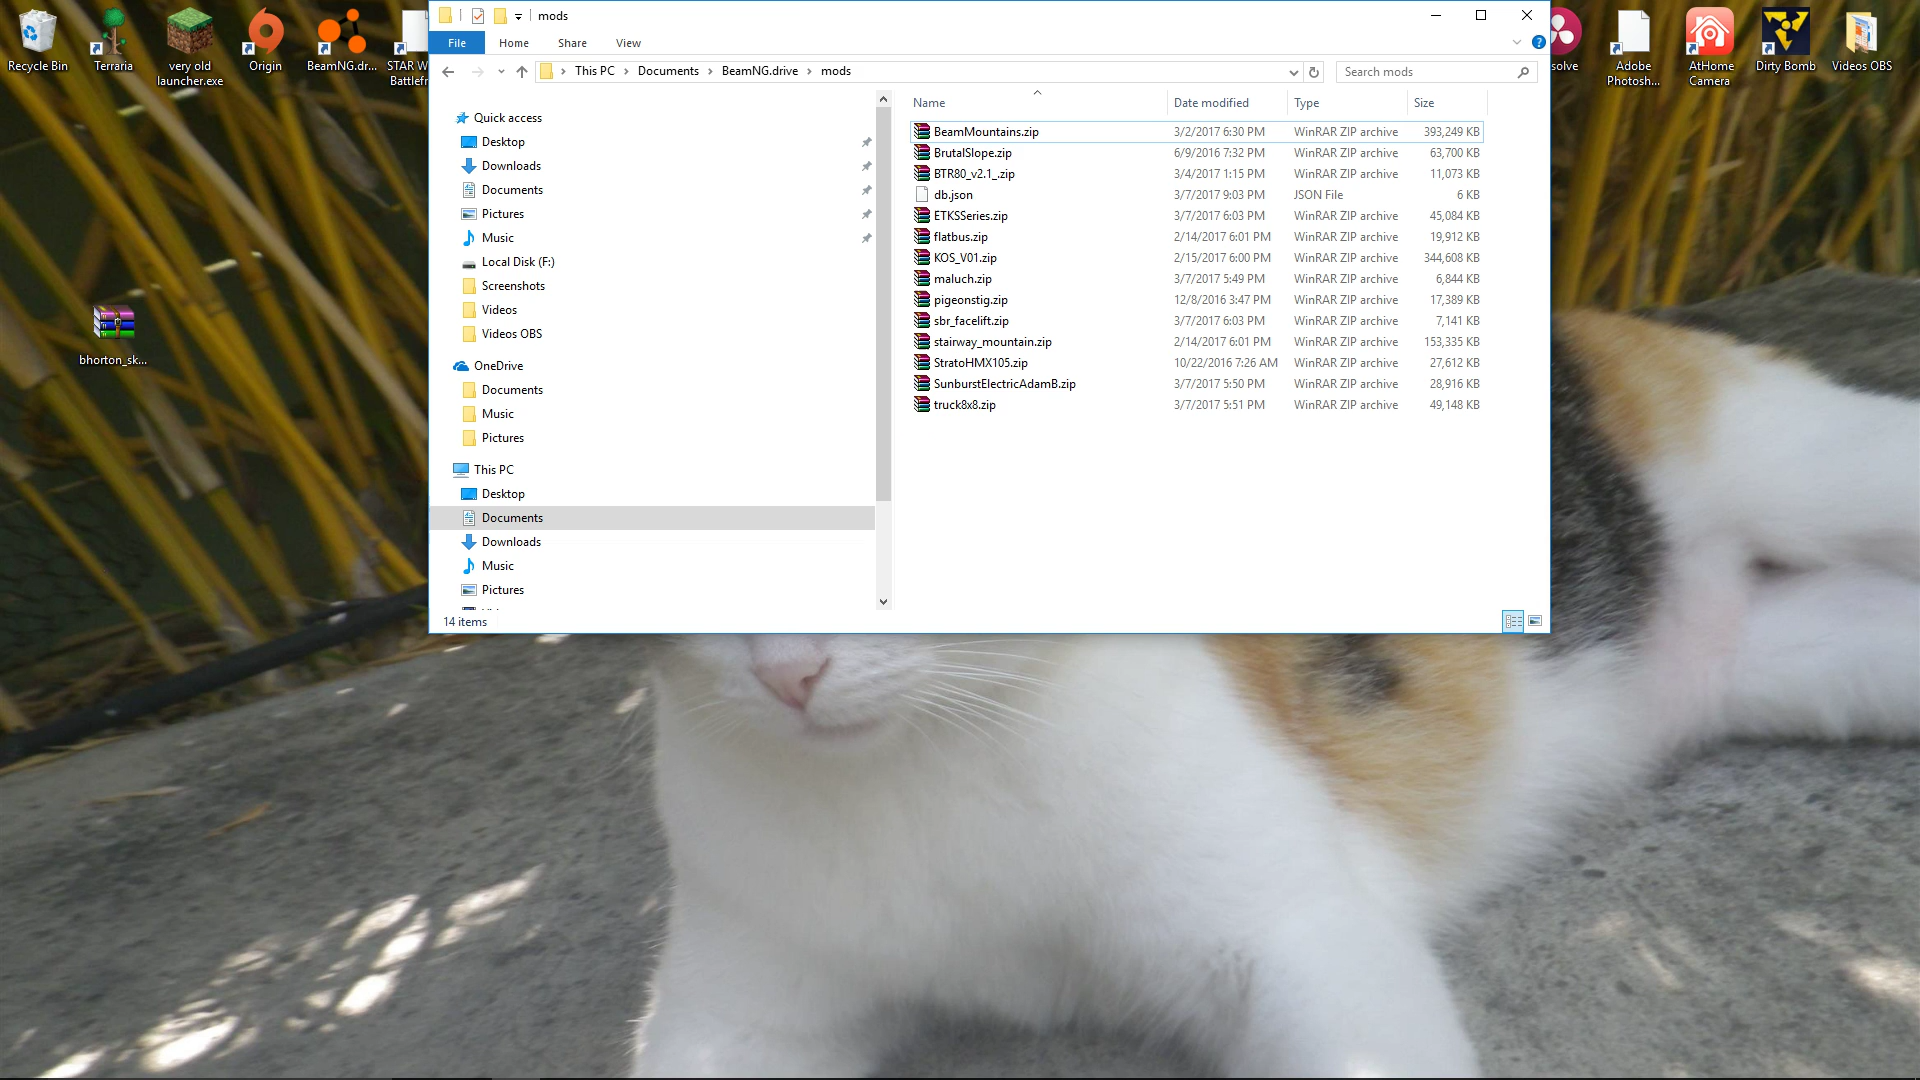 mods
File Home Share View
This PC Documents BeamNG.drive mods
Search mods
Recycle Bin
Terraria
very old
launcher.exe
Origin
BeamNG.dr...
STAR W
Battlefr
solve
Adobe
Photosh...
AtHome
Camera
Dirty Bomb
Videos OBS
bhorton_sk...
Quick access
Desktop
Downloads
Documents
Pictures
Music
Local Disk (F:)
Screenshots
Videos
Videos OBS
OneDrive
Documents
Music
Pictures
This PC
Desktop
Documents
Downloads
Music
Pictures
Name Date modified Type Size
BeamMountains.zip 3/2/2017 6:30 PM WinRAR ZIP archive 393,249 KB
BrutalSlope.zip 6/9/2016 7:32 PM WinRAR ZIP archive 63,700 KB
BTR80_v2.1_.zip 3/4/2017 1:15 PM WinRAR ZIP archive 11,073 KB
db.json 3/7/2017 9:03 PM JSON File 6 KB
ETKSSeries.zip 3/7/2017 6:03 PM WinRAR ZIP archive 45,084 KB
flatbus.zip 2/14/2017 6:01 PM WinRAR ZIP archive 19,912 KB
KOS_V01.zip 2/15/2017 6:00 PM WinRAR ZIP archive 344,608 KB
maluch.zip 3/7/2017 5:49 PM WinRAR ZIP archive 6,844 KB
pigeonstig.zip 12/8/2016 3:47 PM WinRAR ZIP archive 17,389 KB
sbr_facelift.zip 3/7/2017 6:03 PM WinRAR ZIP archive 7,141 KB
stairway_mountain.zip 2/14/2017 6:01 PM WinRAR ZIP archive 153,335 KB
StratoHMX105.zip 10/22/2016 7:26 AM WinRAR ZIP archive 27,612 KB
SunburstElectricAdamB.zip 3/7/2017 5:50 PM WinRAR ZIP archive 28,916 KB
truck8x8.zip 3/7/2017 5:51 PM WinRAR ZIP archive 49,148 KB
14 items